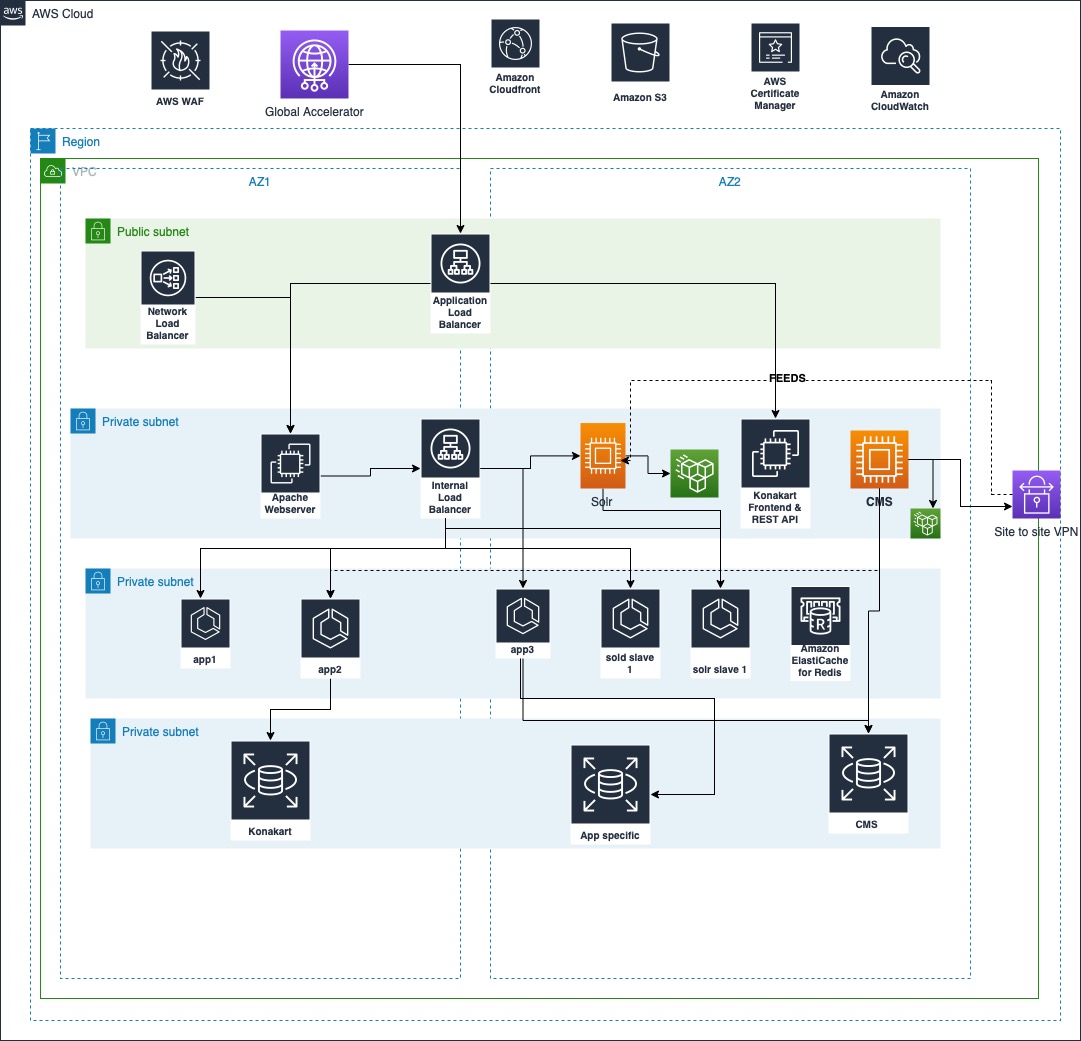 aws
AWS Cloud
AWS WAF
Global Accelerator
Amazon
Cloudfront
Amazon S3
AWS
Certificate
Manager
Amazon
CloudWatch
Region
VPC
AZ1
AZ2
Public subnet
Network
Load
Balancer
Application
Load
Balancer
FEEDS
Private subnet
Apache
Webserver
Internal
Load
Balancer
Solr
Konakart
Frontend &
REST API
CMS
Site to site VPN
Private subnet
app1
app2
app3
sold slave
1
solr slave 1
R
Amazon
ElastiCache
for Redis
Private subnet
Konakart
App specific
CMS